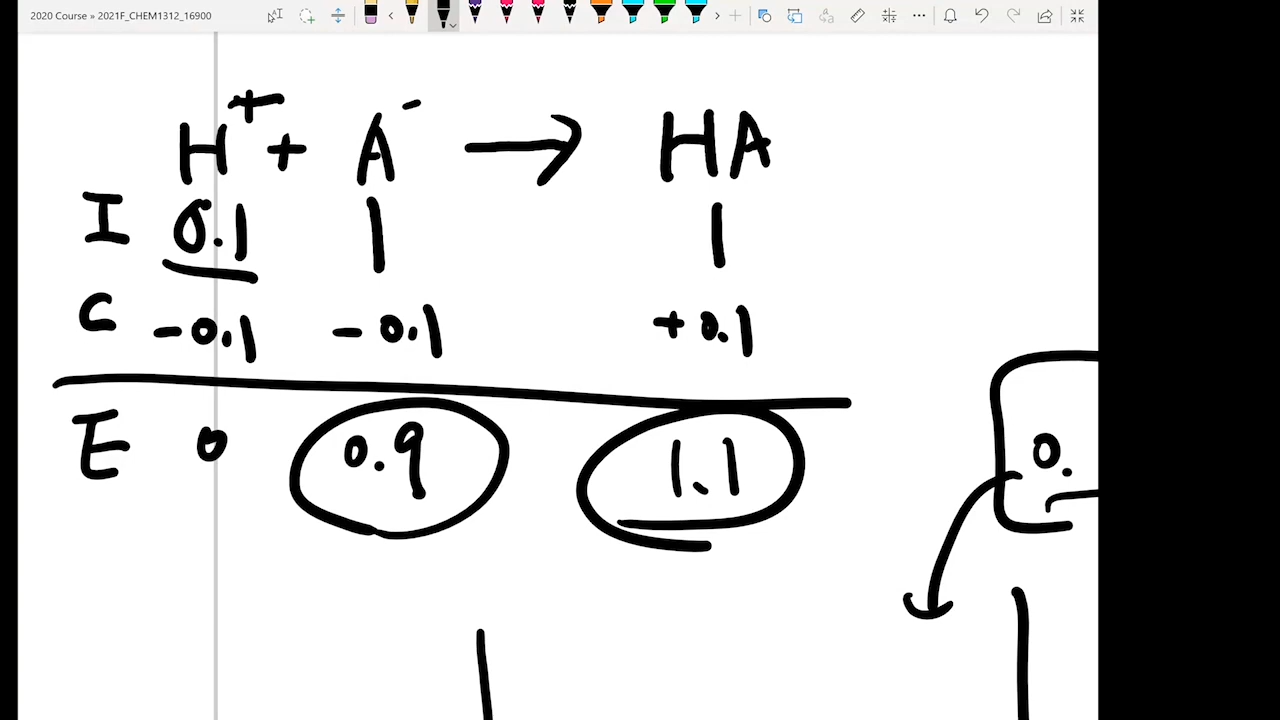 2020 Course » 2021F_CHEM1312_16900
H⁺ + A⁻ → HA
I 0.1 1 1
C -0.1 -0.1 +0.1
E 0 0.9 1.1
0.